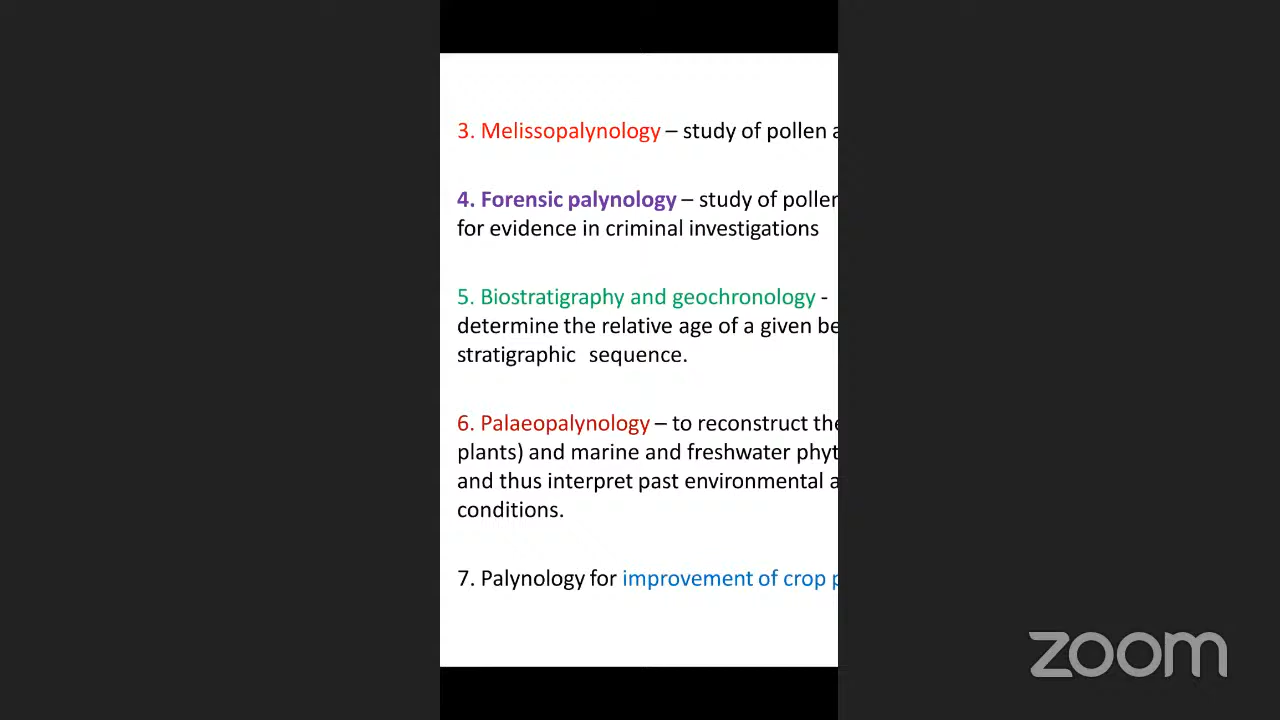 3. Melissopalynology – study of pollen
4. Forensic palynology – study of
for evidence in criminal investigations
5. Biostratigraphy and geochronology -
determine the relative age of a given
stratigraphic sequence.
6. Palaeopalynology – to reconstruct
plants) and marine and freshwater
and thus interpret past environmental
conditions.
7. Palynology for improvement of crop
zoom